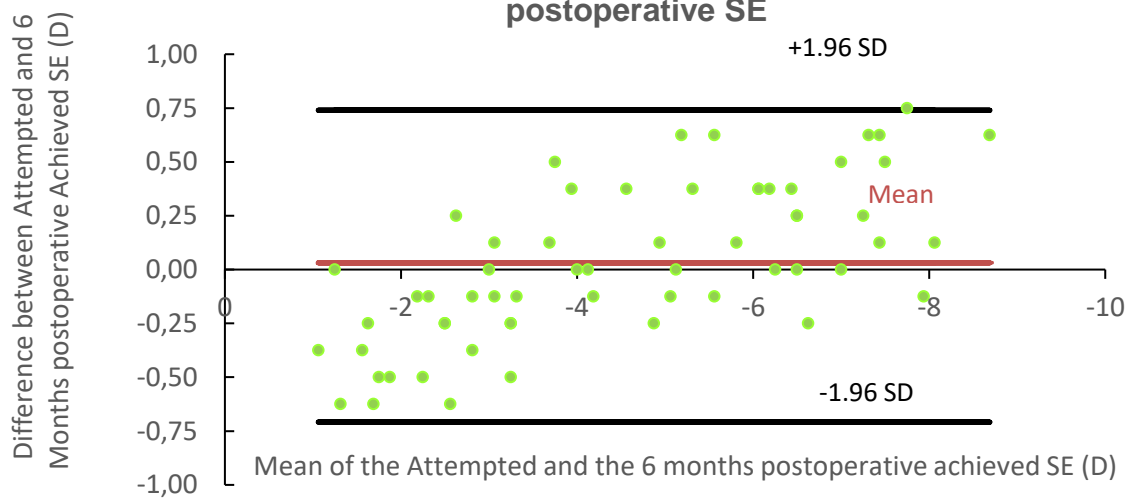 postoperative SE
Difference between Attempted and 6
Months postoperative Achieved SE (D)
+1.96 SD
1,00
0,75
0,50
0,25
0,00
-0,25
-0,50
-0,75
-1,00
Mean
0
-2
-4
-6
-8
-10
-1.96 SD
Mean of the Attempted and the 6 months postoperative achieved SE (D)